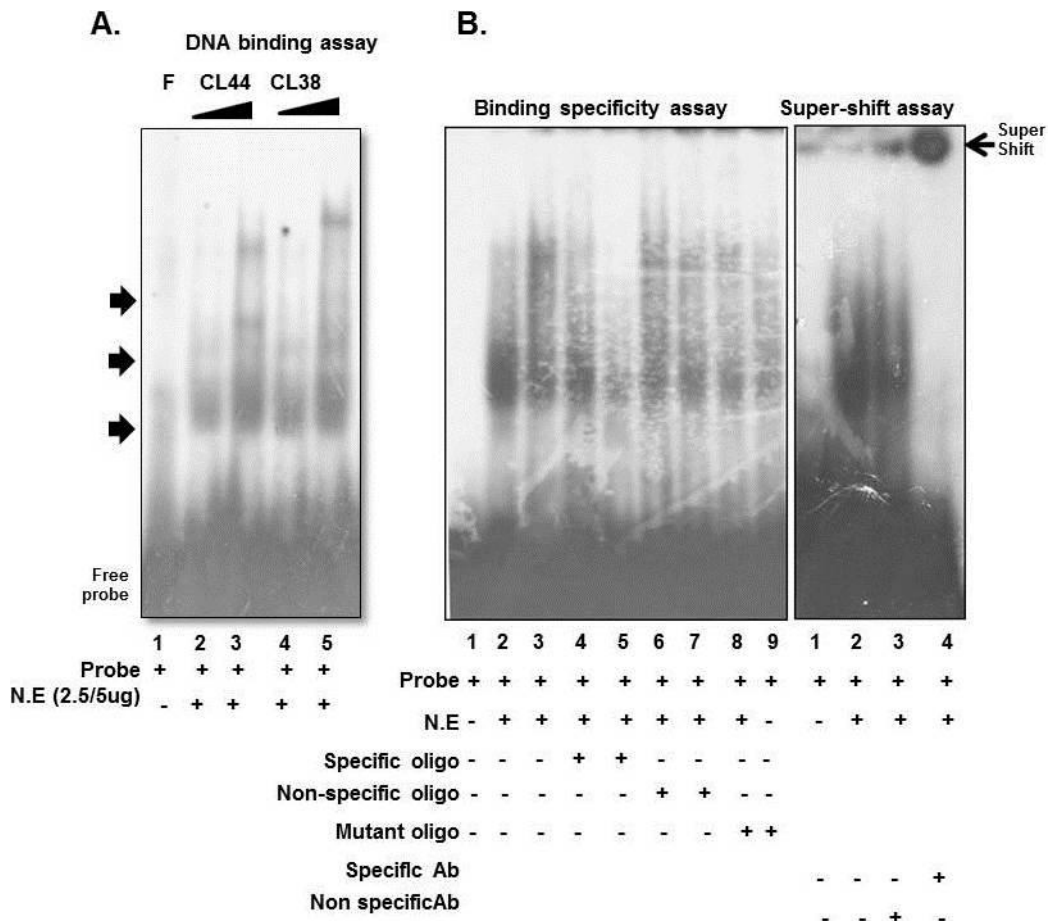 A.
DNA binding assay
F CL44 CL38
Free
probe
1 2 3 4 5
Probe + + + + +
N.E (2.5/5ug) - + + + +
B.
Binding specificity assay
Super-shift assay
Super
Shift
1 2 3 4 5 6 7 8 9 1 2 3 4
Probe + + + + + + + + + + + + +
N.E - + + + + + + + - - + + +
Specific oligo - - - + + - - - -
Non-specific oligo - - - - - + + - -
Mutant oligo - - - - - - - + +
Specific Ab - - - +
Non specificAb - - + -